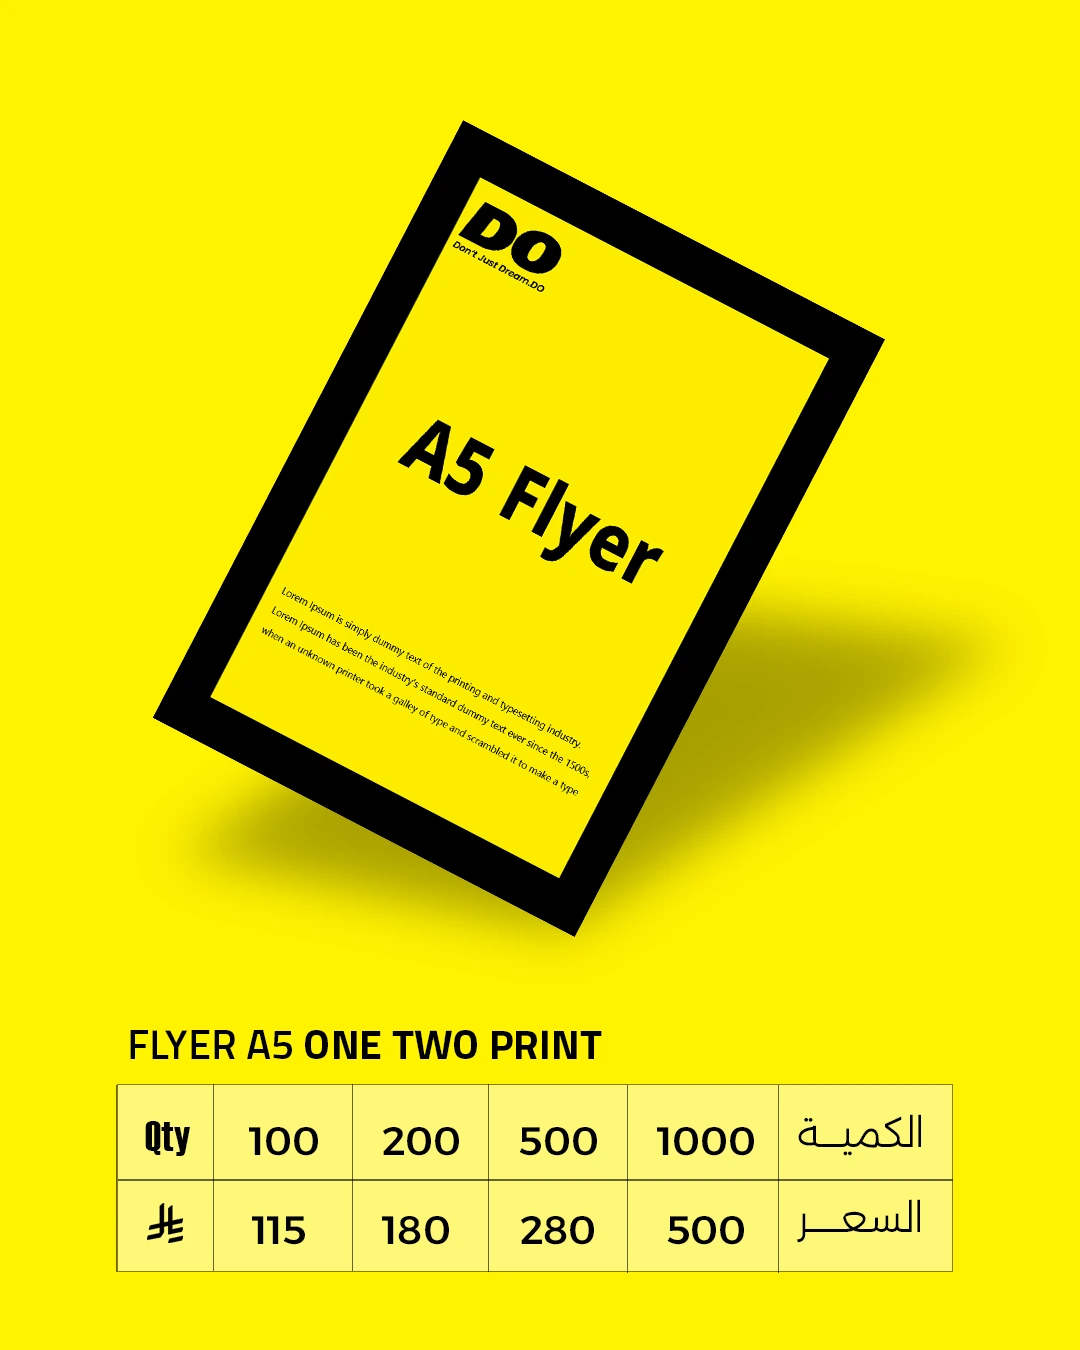 DO
Don't Just Dream.DO
A5 Flyer
Lorem Ipsum is simply dummy text of the printing and typesetting industry.
Lorem Ipsum has been the industry's standard dummy text ever since the 1500s,
when an unknown printer took a galley of type and scrambled it to make a type
FLYER A5 ONE TWO PRINT
Qty 100 200 500 1000 الكميـــة
⃁ 115 180 280 500 السعـــر